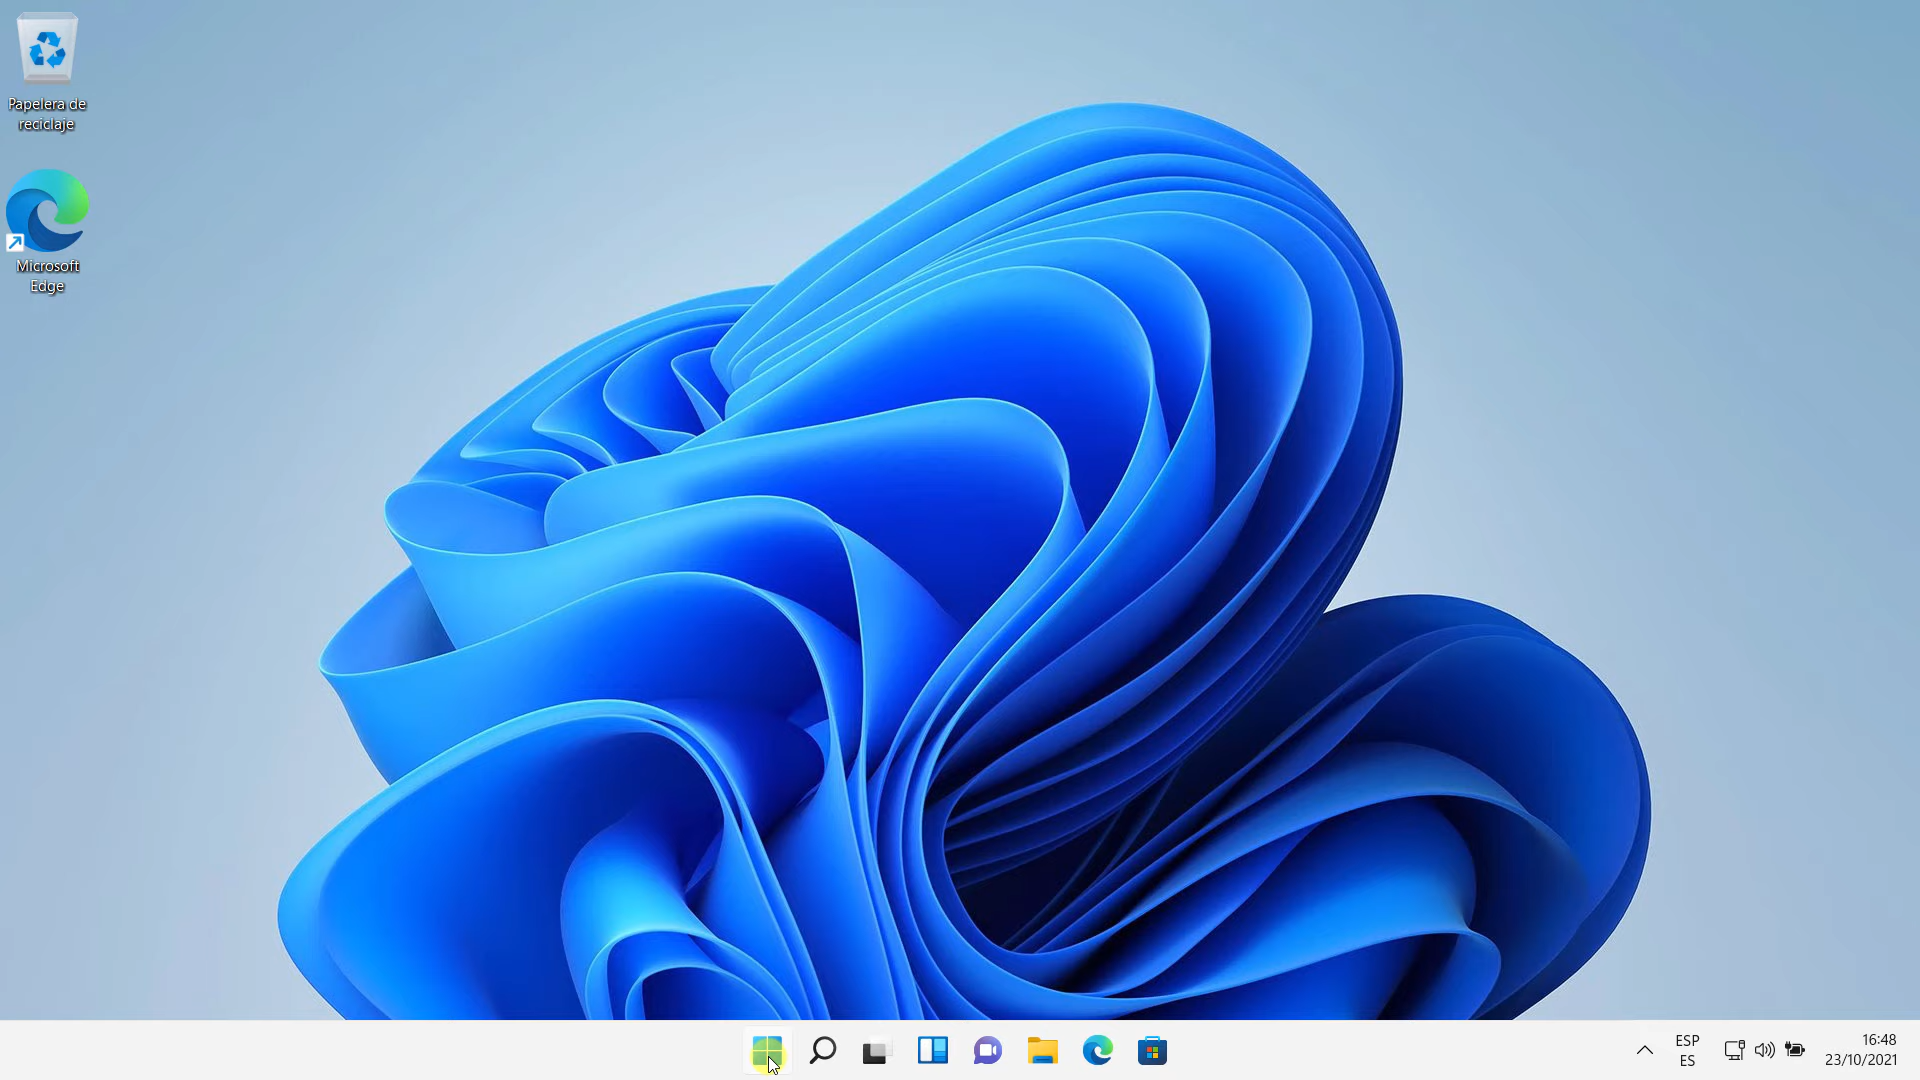 Papelera de
reciclaje
Microsoft
Edge
ESP
ES
16:48
23/10/2021